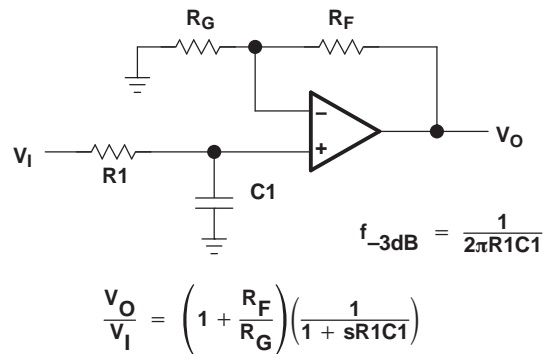 RG RF
–
VI + VO
R1
C1
f–3dB = 1/2πR1C1
VO/VI = (1 + RF/RG)(1/1 + sR1C1)